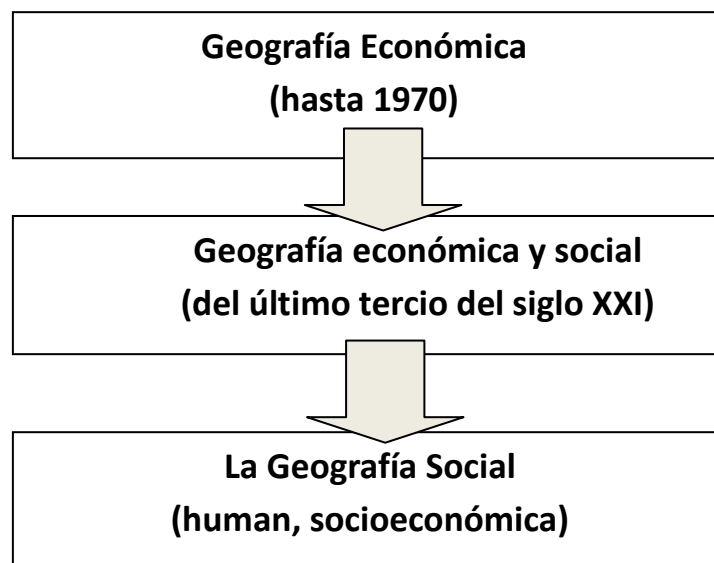 Geografía Económica
(hasta 1970)
Geografía económica y social
(del último tercio del siglo XXI)
La Geografía Social
(human, socioeconómica)